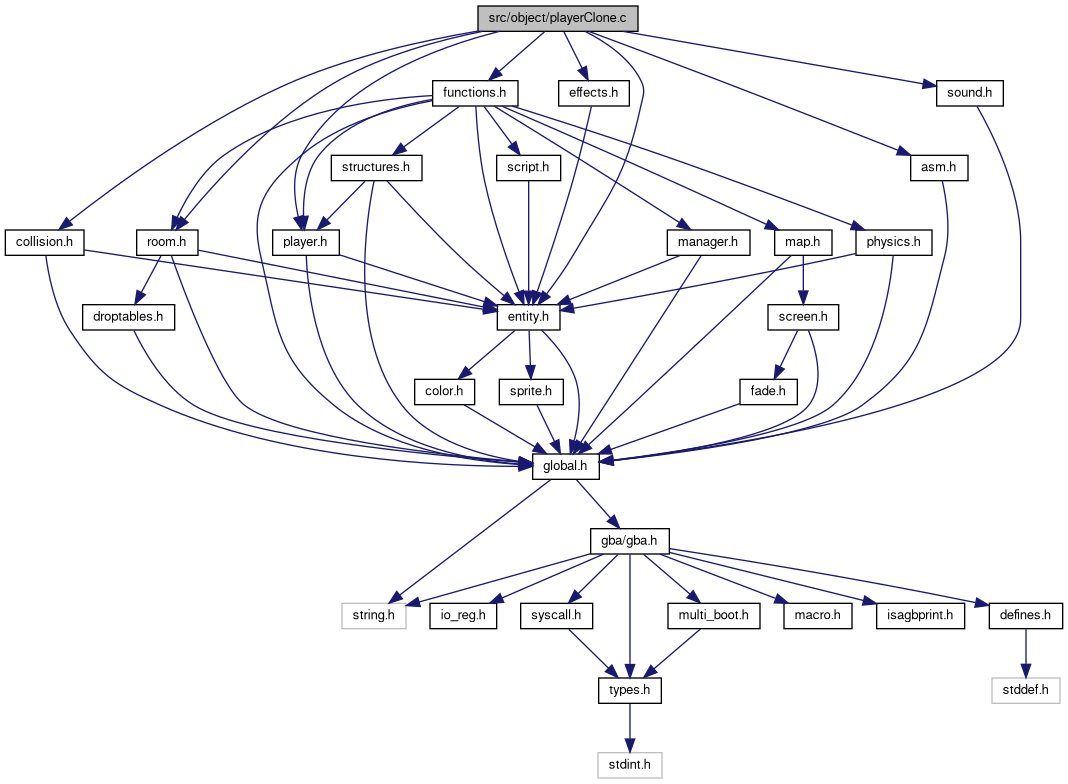 src/object/playerClone.c
functions.h
effects.h
sound.h
structures.h
script.h
asm.h
collision.h
room.h
player.h
manager.h
map.h
physics.h
droptables.h
entity.h
screen.h
color.h
sprite.h
fade.h
global.h
gba/gba.h
string.h
io_reg.h
syscall.h
multi_boot.h
macro.h
isagbprint.h
defines.h
types.h
stddef.h
stdint.h